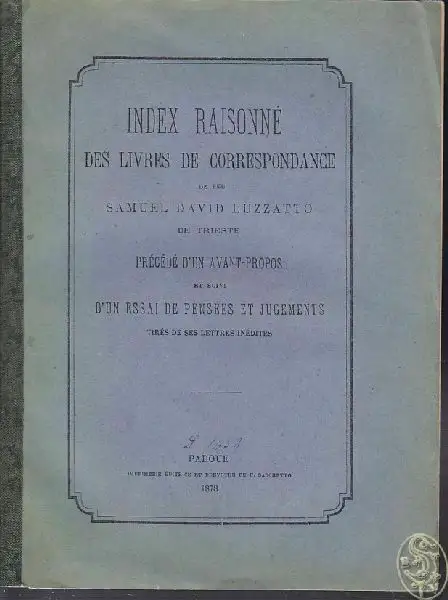 INDEX RAISONNÉ
DES LIVRES DE CORRESPONDANCE
DE FEU
SAMUEL DAVID LUZZATTO
DE TRIESTE
PRÉCÉDÉ D'UN AVANT-PROPOS
ET SUIVI
D'UN ESSAI DE PENSÉES ET JUGEMENTS
TIRÉS DE SES LETTRES INÉDITES
PADOUE
1878